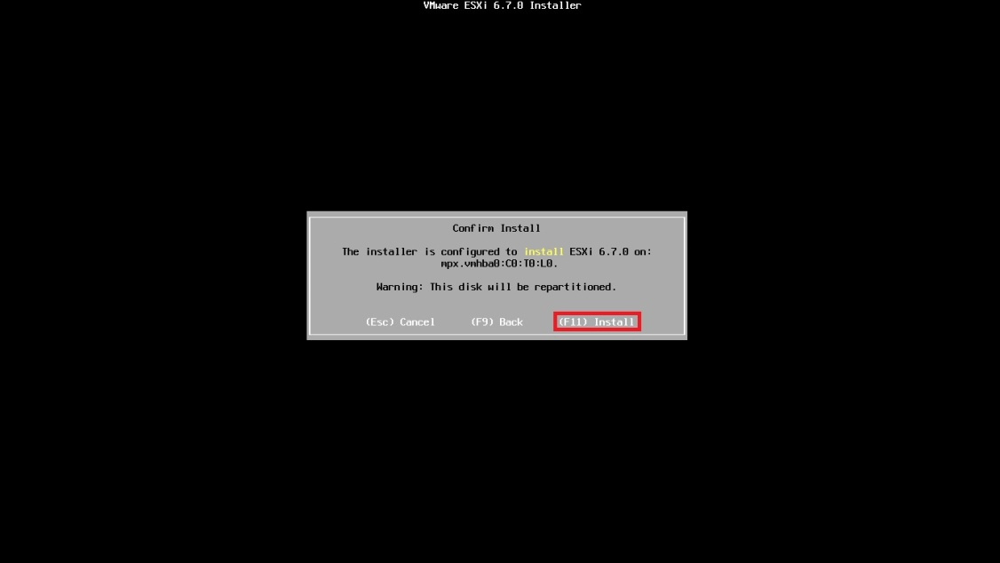 VMware ESXi 6.7.0 Installer
Confirm Install
The installer is configured to install ESXi 6.7.0 on:
mpx.vmhba0:C0:T0:L0.
Warning: This disk will be repartitioned.
(Esc) Cancel (F9) Back (F11) Install